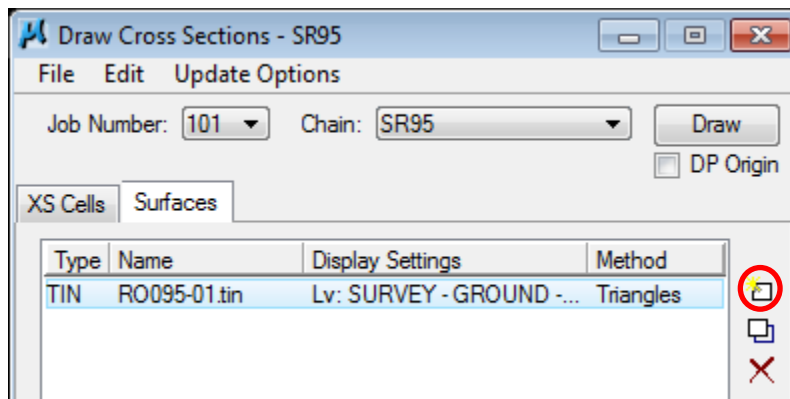 Draw Cross Sections - SR95
File Edit Update Options
Job Number: 101 Chain: SR95 Draw
DP Origin
XS Cells Surfaces
Type Name Display Settings Method
TIN RO095-01.tin Lv: SURVEY - GROUND -... Triangles